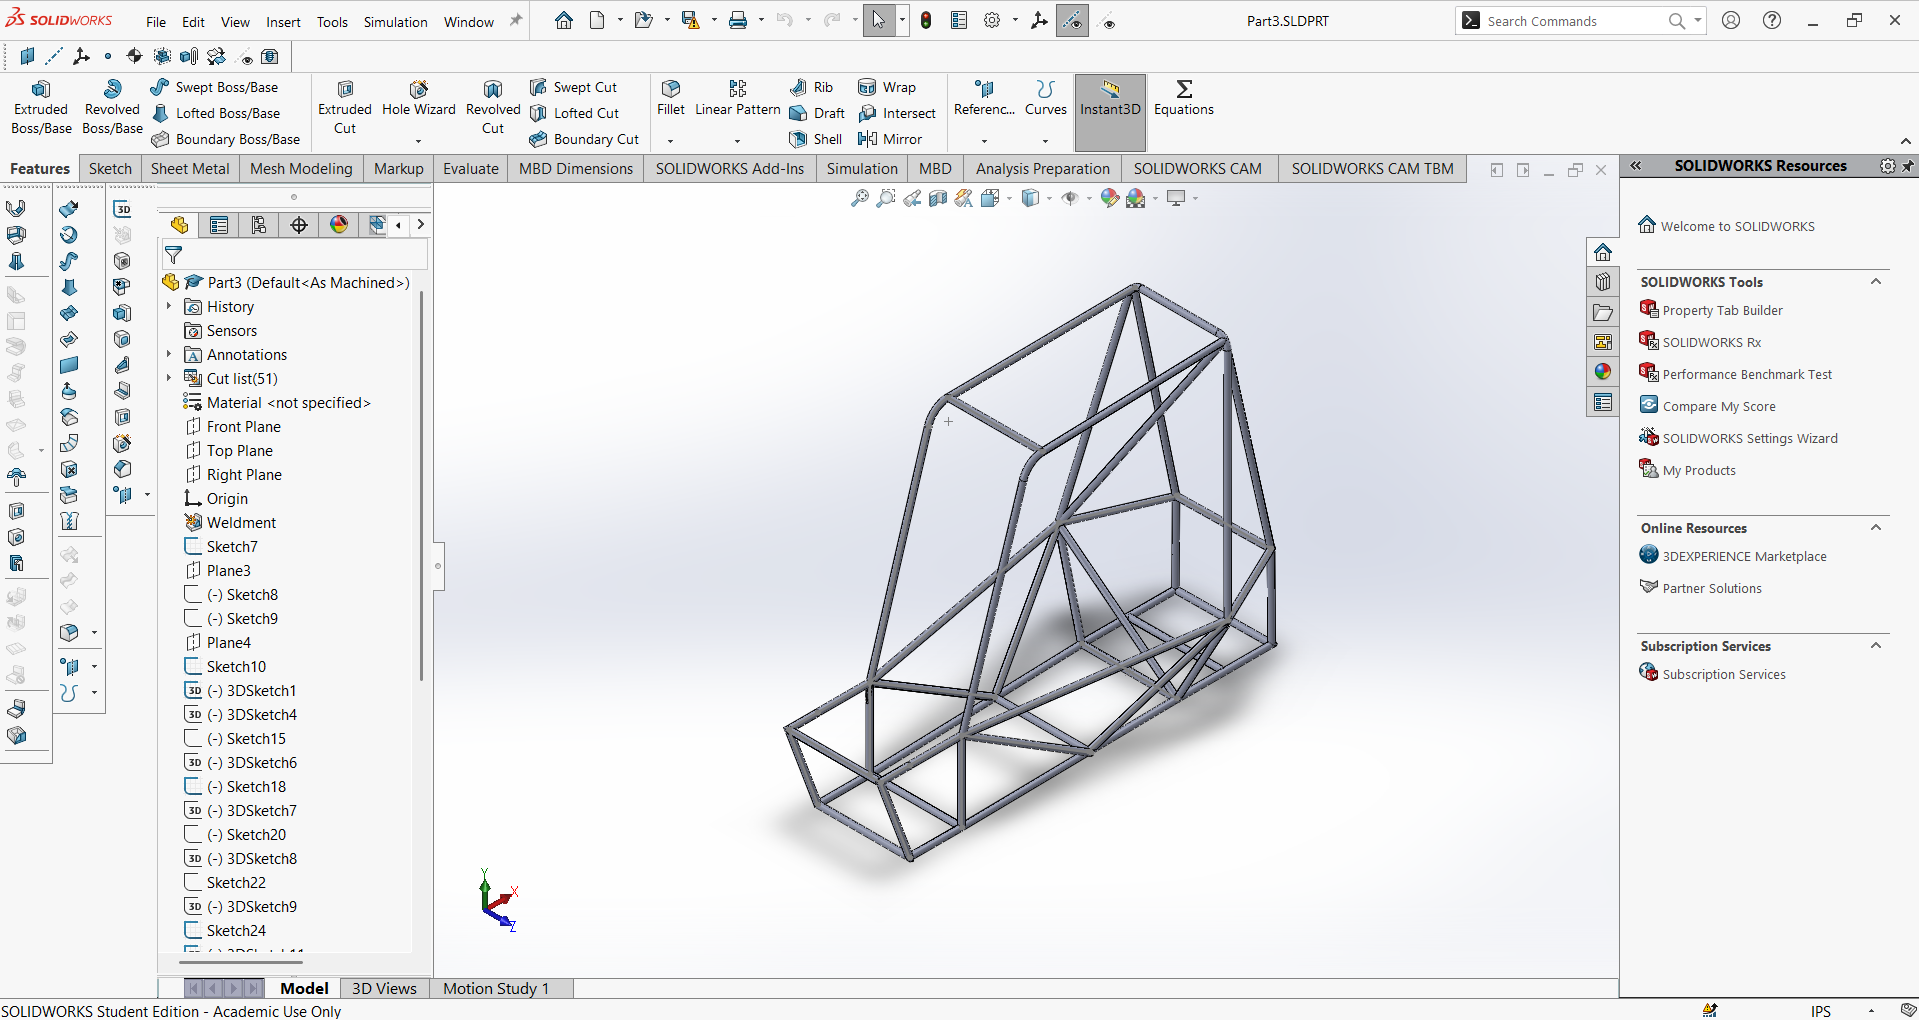 SOLIDWORKS File Edit View Insert Tools Simulation Window Part3.SLDPRT Search Commands
Extruded Boss/Base
Revolved Boss/Base
Swept Boss/Base
Lofted Boss/Base
Boundary Boss/Base
Extruded Cut
Hole Wizard
Revolved Cut
Swept Cut
Lofted Cut
Boundary Cut
Fillet
Linear Pattern
Rib
Draft
Shell
Wrap
Intersect
Mirror
Referenc...
Curves
Instant3D
Equations
Features Sketch Sheet Metal Mesh Modeling Markup Evaluate MBD Dimensions SOLIDWORKS Add-Ins Simulation MBD Analysis Preparation SOLIDWORKS CAM SOLIDWORKS CAM TBM
Part3 (Default<As Machined>)
History
Sensors
Annotations
Cut list(51)
Material <not specified>
Front Plane
Top Plane
Right Plane
Origin
Weldment
Sketch7
Plane3
(-) Sketch8
(-) Sketch9
Plane4
Sketch10
(-) 3DSketch1
(-) 3DSketch4
(-) Sketch15
(-) 3DSketch6
(-) Sketch18
(-) 3DSketch7
(-) Sketch20
(-) 3DSketch8
Sketch22
(-) 3DSketch9
Sketch24
Y
X
Z
SOLIDWORKS Resources
Welcome to SOLIDWORKS
SOLIDWORKS Tools
Property Tab Builder
SOLIDWORKS Rx
Performance Benchmark Test
Compare My Score
SOLIDWORKS Settings Wizard
My Products
Online Resources
3DEXPERIENCE Marketplace
Partner Solutions
Subscription Services
Subscription Services
Model 3D Views Motion Study 1
SOLIDWORKS Student Edition - Academic Use Only IPS